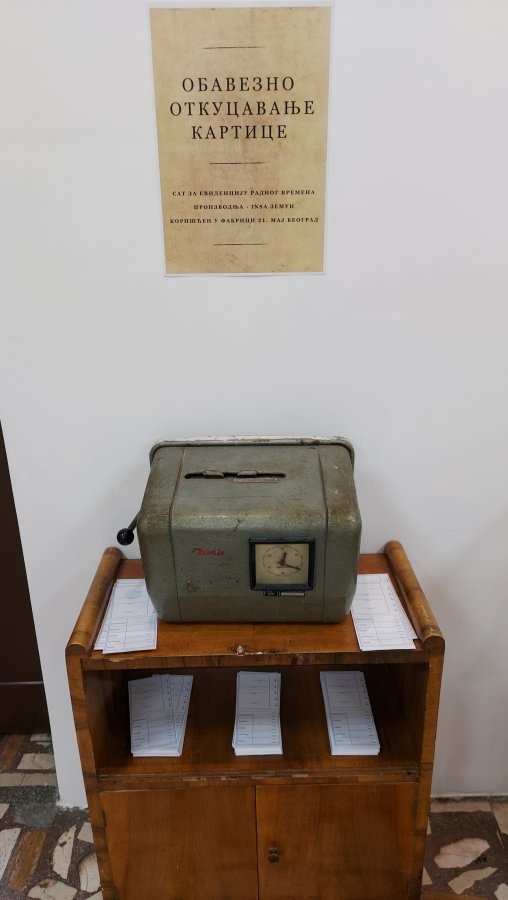 ОБАВЕЗНО
ОТКУЦАВАЊЕ
КАРТИЦЕ
САТ ЗА ЕВИДЕНЦИЈУ РАДНОГ ВРЕМЕНА
ПРОИЗВОДЊА - INSA ЗЕМУН
КОРИШЋЕН У ФАБРИЦИ 21. МАЈ БЕОГРАД